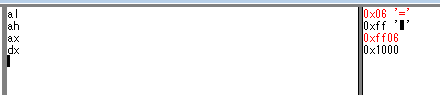 al 0x06 '='
ah 0xff '▮'
ax 0xff06
dx 0x1000